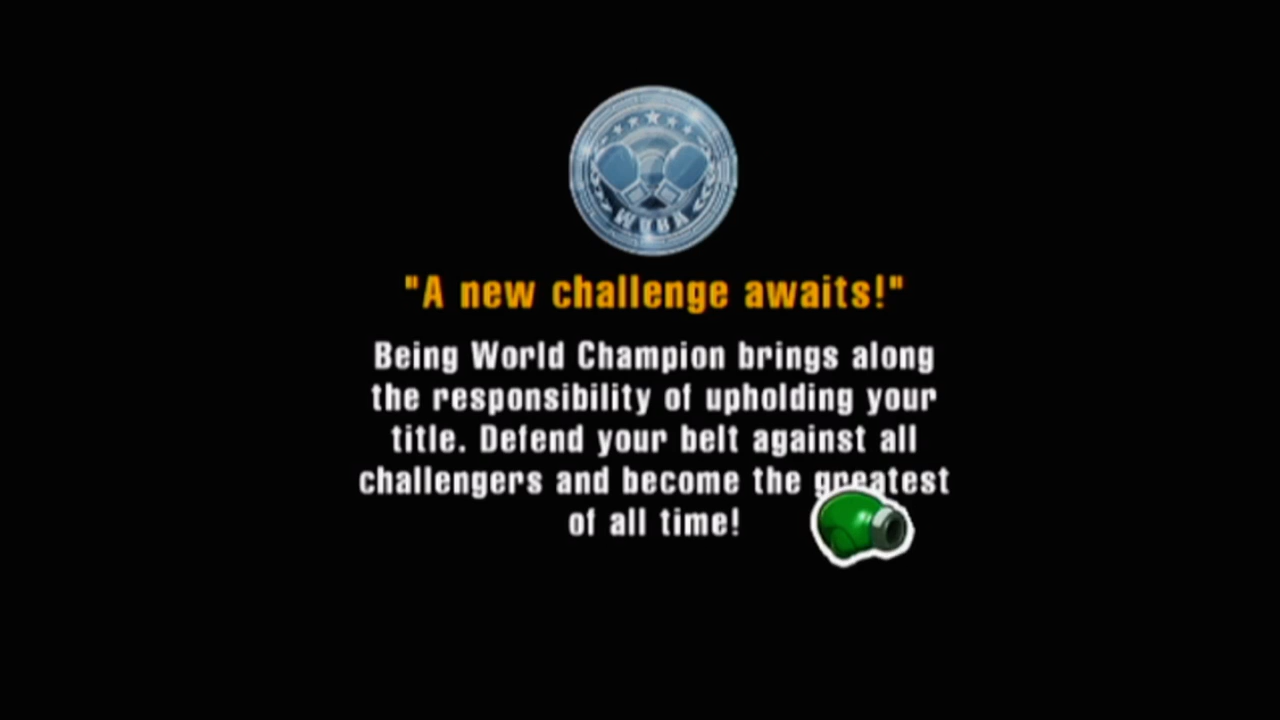 WVBA
"A new challenge awaits!"
Being World Champion brings along
the responsibility of upholding your
title. Defend your belt against all
challengers and become the greatest
of all time!